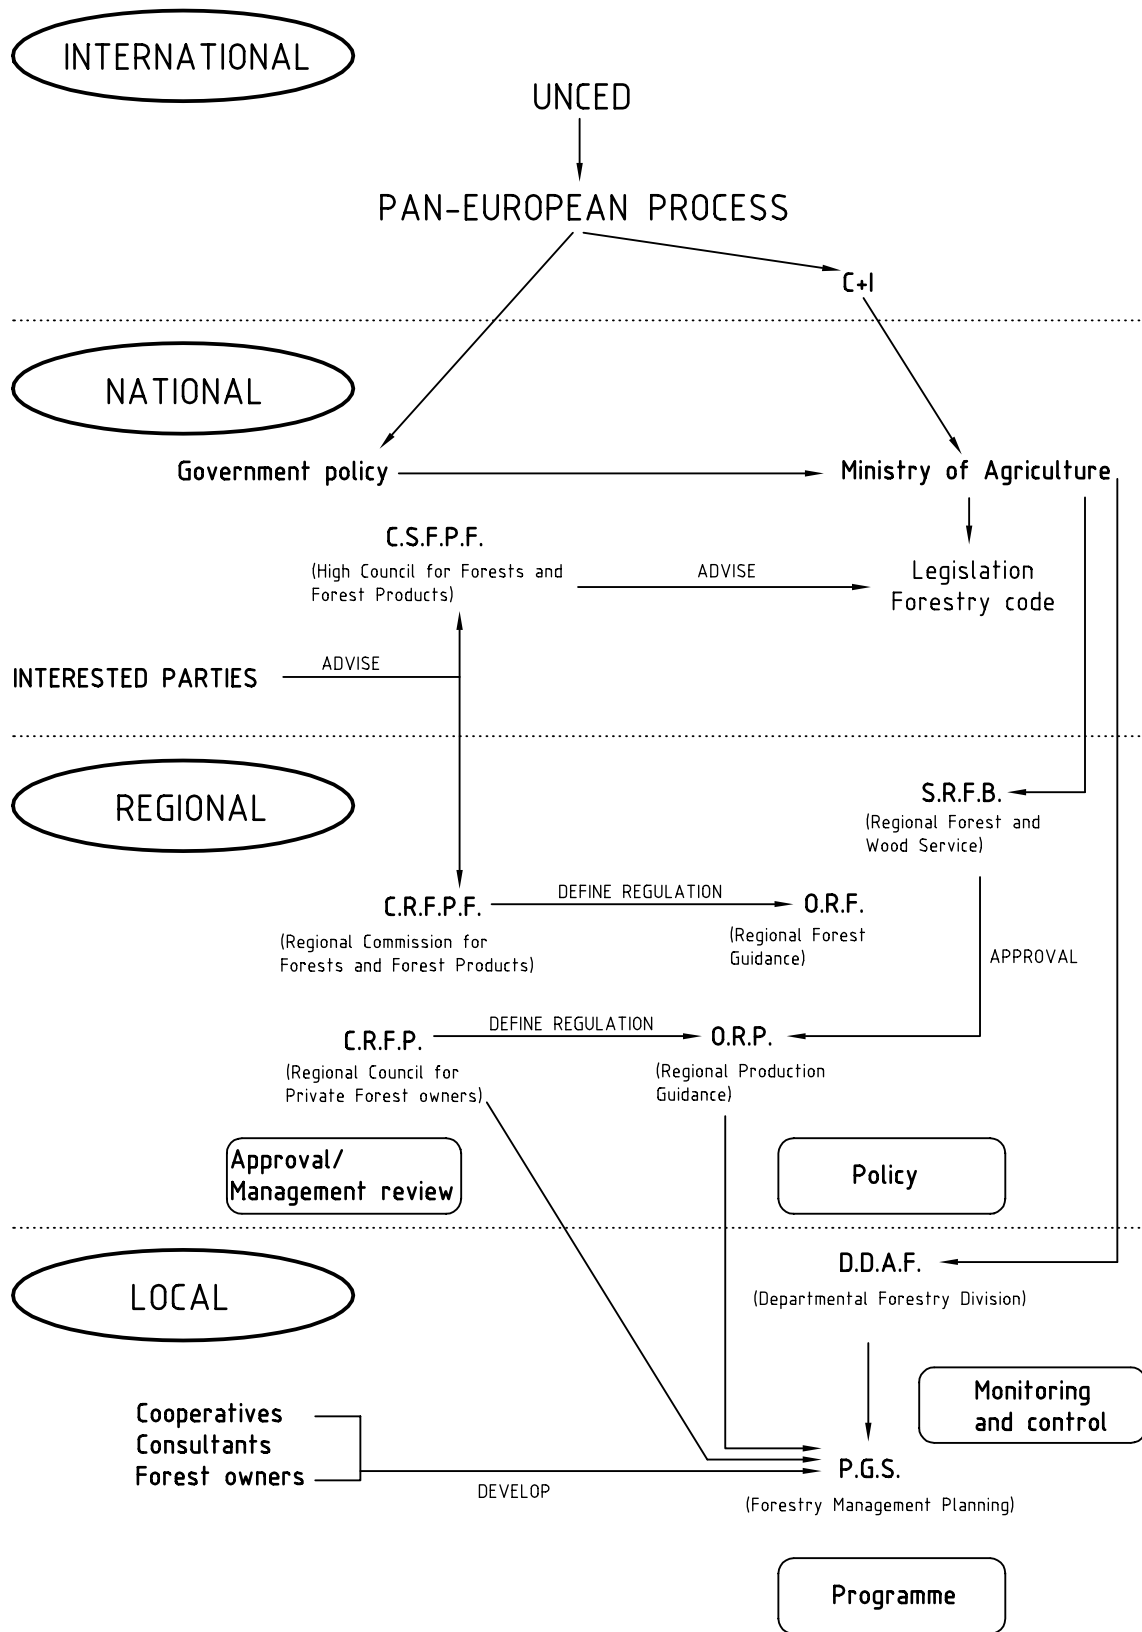 INTERNATIONAL
UNCED
PAN-EUROPEAN PROCESS
C+I
NATIONAL
Government policy
Ministry of Agriculture
C.S.F.P.F.
(High Council for Forests and
Forest Products)
ADVISE
Legislation
Forestry code
INTERESTED PARTIES
ADVISE
REGIONAL
S.R.F.B.
(Regional Forest and
Wood Service)
C.R.F.P.F.
(Regional Commission for
Forests and Forest Products)
DEFINE REGULATION
O.R.F.
(Regional Forest
Guidance)
APPROVAL
C.R.F.P.
(Regional Council for
Private Forest owners)
DEFINE REGULATION
O.R.P.
(Regional Production
Guidance)
Approval/
Management review
Policy
LOCAL
D.D.A.F.
(Departmental Forestry Division)
Monitoring
and control
Cooperatives
Consultants
Forest owners
DEVELOP
P.G.S.
(Forestry Management Planning)
Programme